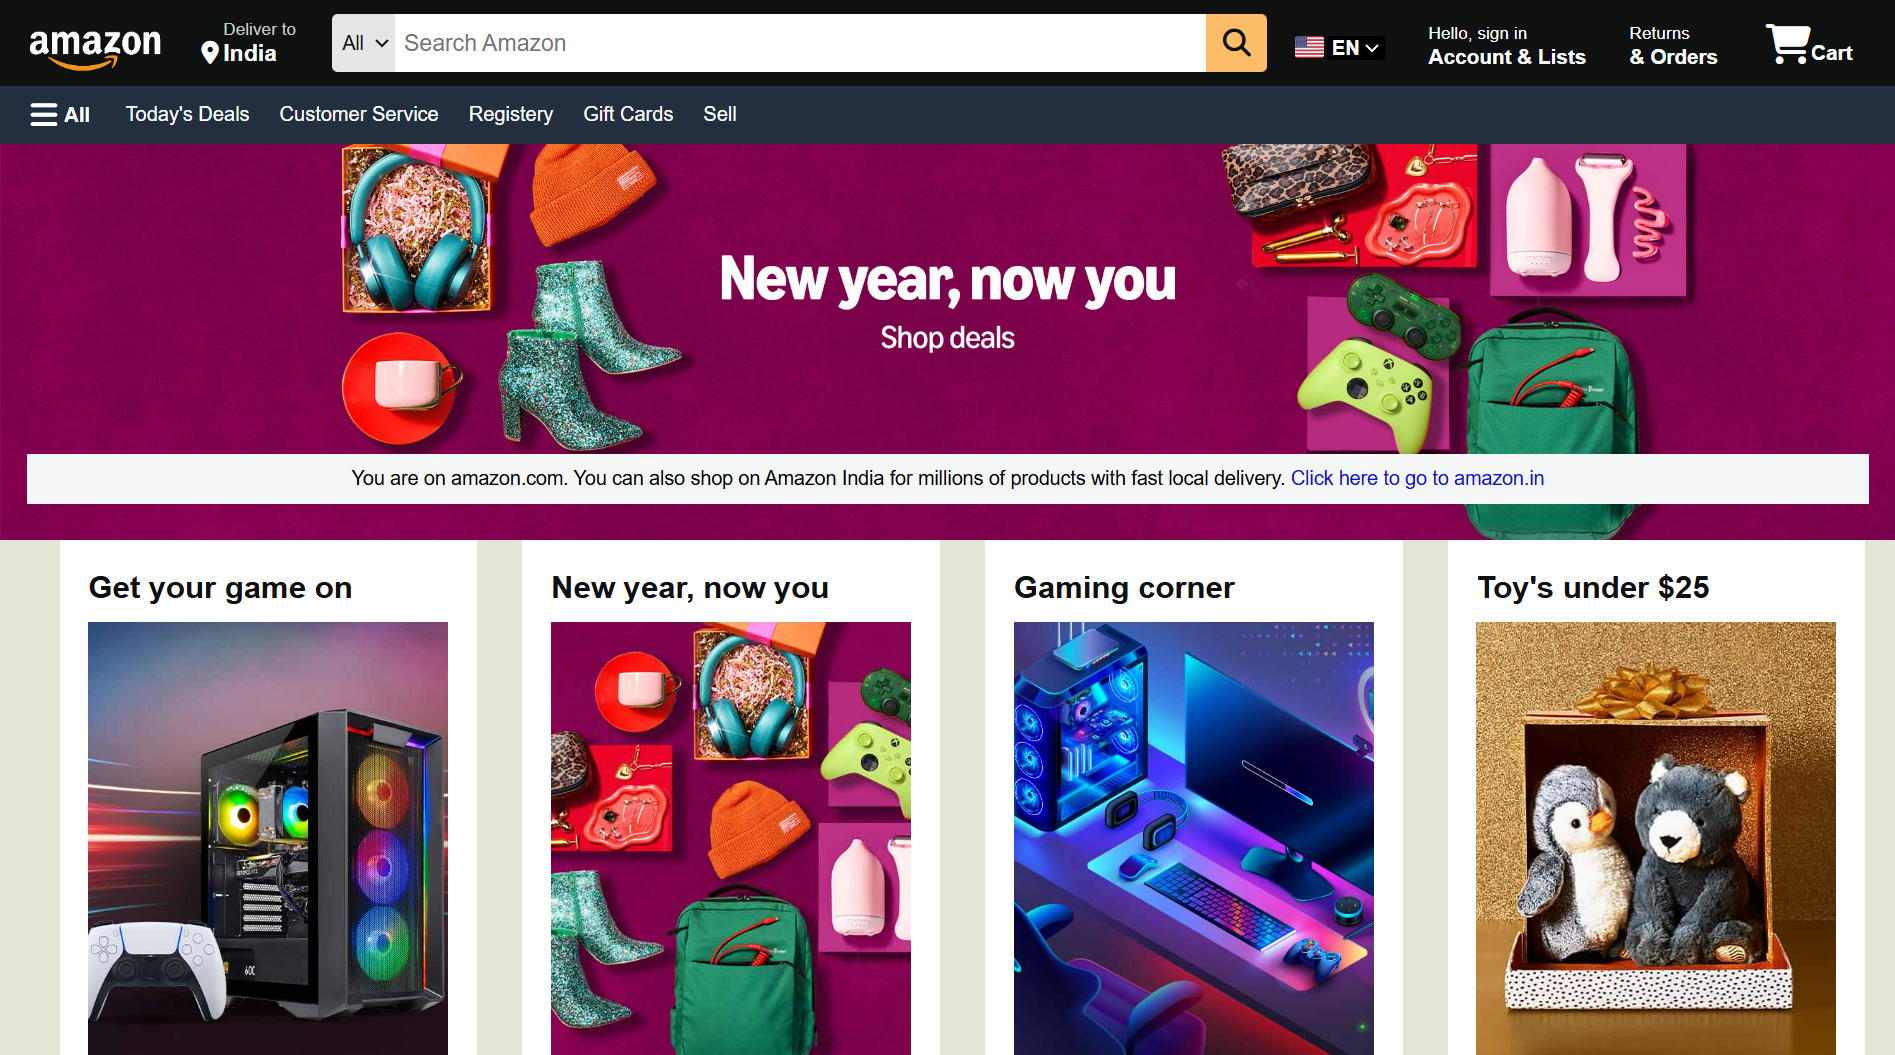 amazon
Deliver to
India
All
Search Amazon
EN
Hello, sign in
Account & Lists
Returns
& Orders
Cart
All
Today's Deals
Customer Service
Registery
Gift Cards
Sell
New year, now you
Shop deals
You are on amazon.com. You can also shop on Amazon India for millions of products with fast local delivery. Click here to go to amazon.in
Get your game on
New year, now you
Gaming corner
Toy's under $25
GEFORCE RTX